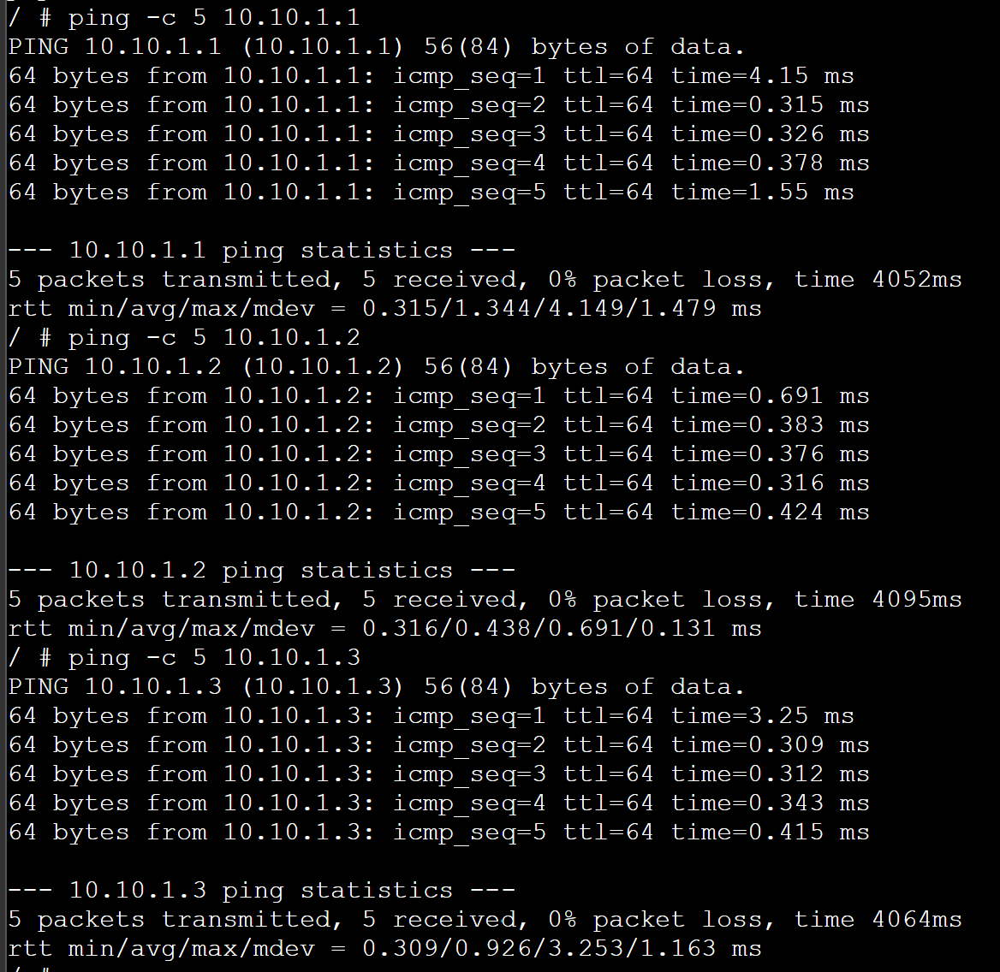 / # ping -c 5 10.10.1.1
PING 10.10.1.1 (10.10.1.1) 56(84) bytes of data.
64 bytes from 10.10.1.1: icmp_seq=1 ttl=64 time=4.15 ms
64 bytes from 10.10.1.1: icmp_seq=2 ttl=64 time=0.315 ms
64 bytes from 10.10.1.1: icmp_seq=3 ttl=64 time=0.326 ms
64 bytes from 10.10.1.1: icmp_seq=4 ttl=64 time=0.378 ms
64 bytes from 10.10.1.1: icmp_seq=5 ttl=64 time=1.55 ms

--- 10.10.1.1 ping statistics ---
5 packets transmitted, 5 received, 0% packet loss, time 4052ms
rtt min/avg/max/mdev = 0.315/1.344/4.149/1.479 ms
/ # ping -c 5 10.10.1.2
PING 10.10.1.2 (10.10.1.2) 56(84) bytes of data.
64 bytes from 10.10.1.2: icmp_seq=1 ttl=64 time=0.691 ms
64 bytes from 10.10.1.2: icmp_seq=2 ttl=64 time=0.383 ms
64 bytes from 10.10.1.2: icmp_seq=3 ttl=64 time=0.376 ms
64 bytes from 10.10.1.2: icmp_seq=4 ttl=64 time=0.316 ms
64 bytes from 10.10.1.2: icmp_seq=5 ttl=64 time=0.424 ms

--- 10.10.1.2 ping statistics ---
5 packets transmitted, 5 received, 0% packet loss, time 4095ms
rtt min/avg/max/mdev = 0.316/0.438/0.691/0.131 ms
/ # ping -c 5 10.10.1.3
PING 10.10.1.3 (10.10.1.3) 56(84) bytes of data.
64 bytes from 10.10.1.3: icmp_seq=1 ttl=64 time=3.25 ms
64 bytes from 10.10.1.3: icmp_seq=2 ttl=64 time=0.309 ms
64 bytes from 10.10.1.3: icmp_seq=3 ttl=64 time=0.312 ms
64 bytes from 10.10.1.3: icmp_seq=4 ttl=64 time=0.343 ms
64 bytes from 10.10.1.3: icmp_seq=5 ttl=64 time=0.415 ms

--- 10.10.1.3 ping statistics ---
5 packets transmitted, 5 received, 0% packet loss, time 4064ms
rtt min/avg/max/mdev = 0.309/0.926/3.253/1.163 ms